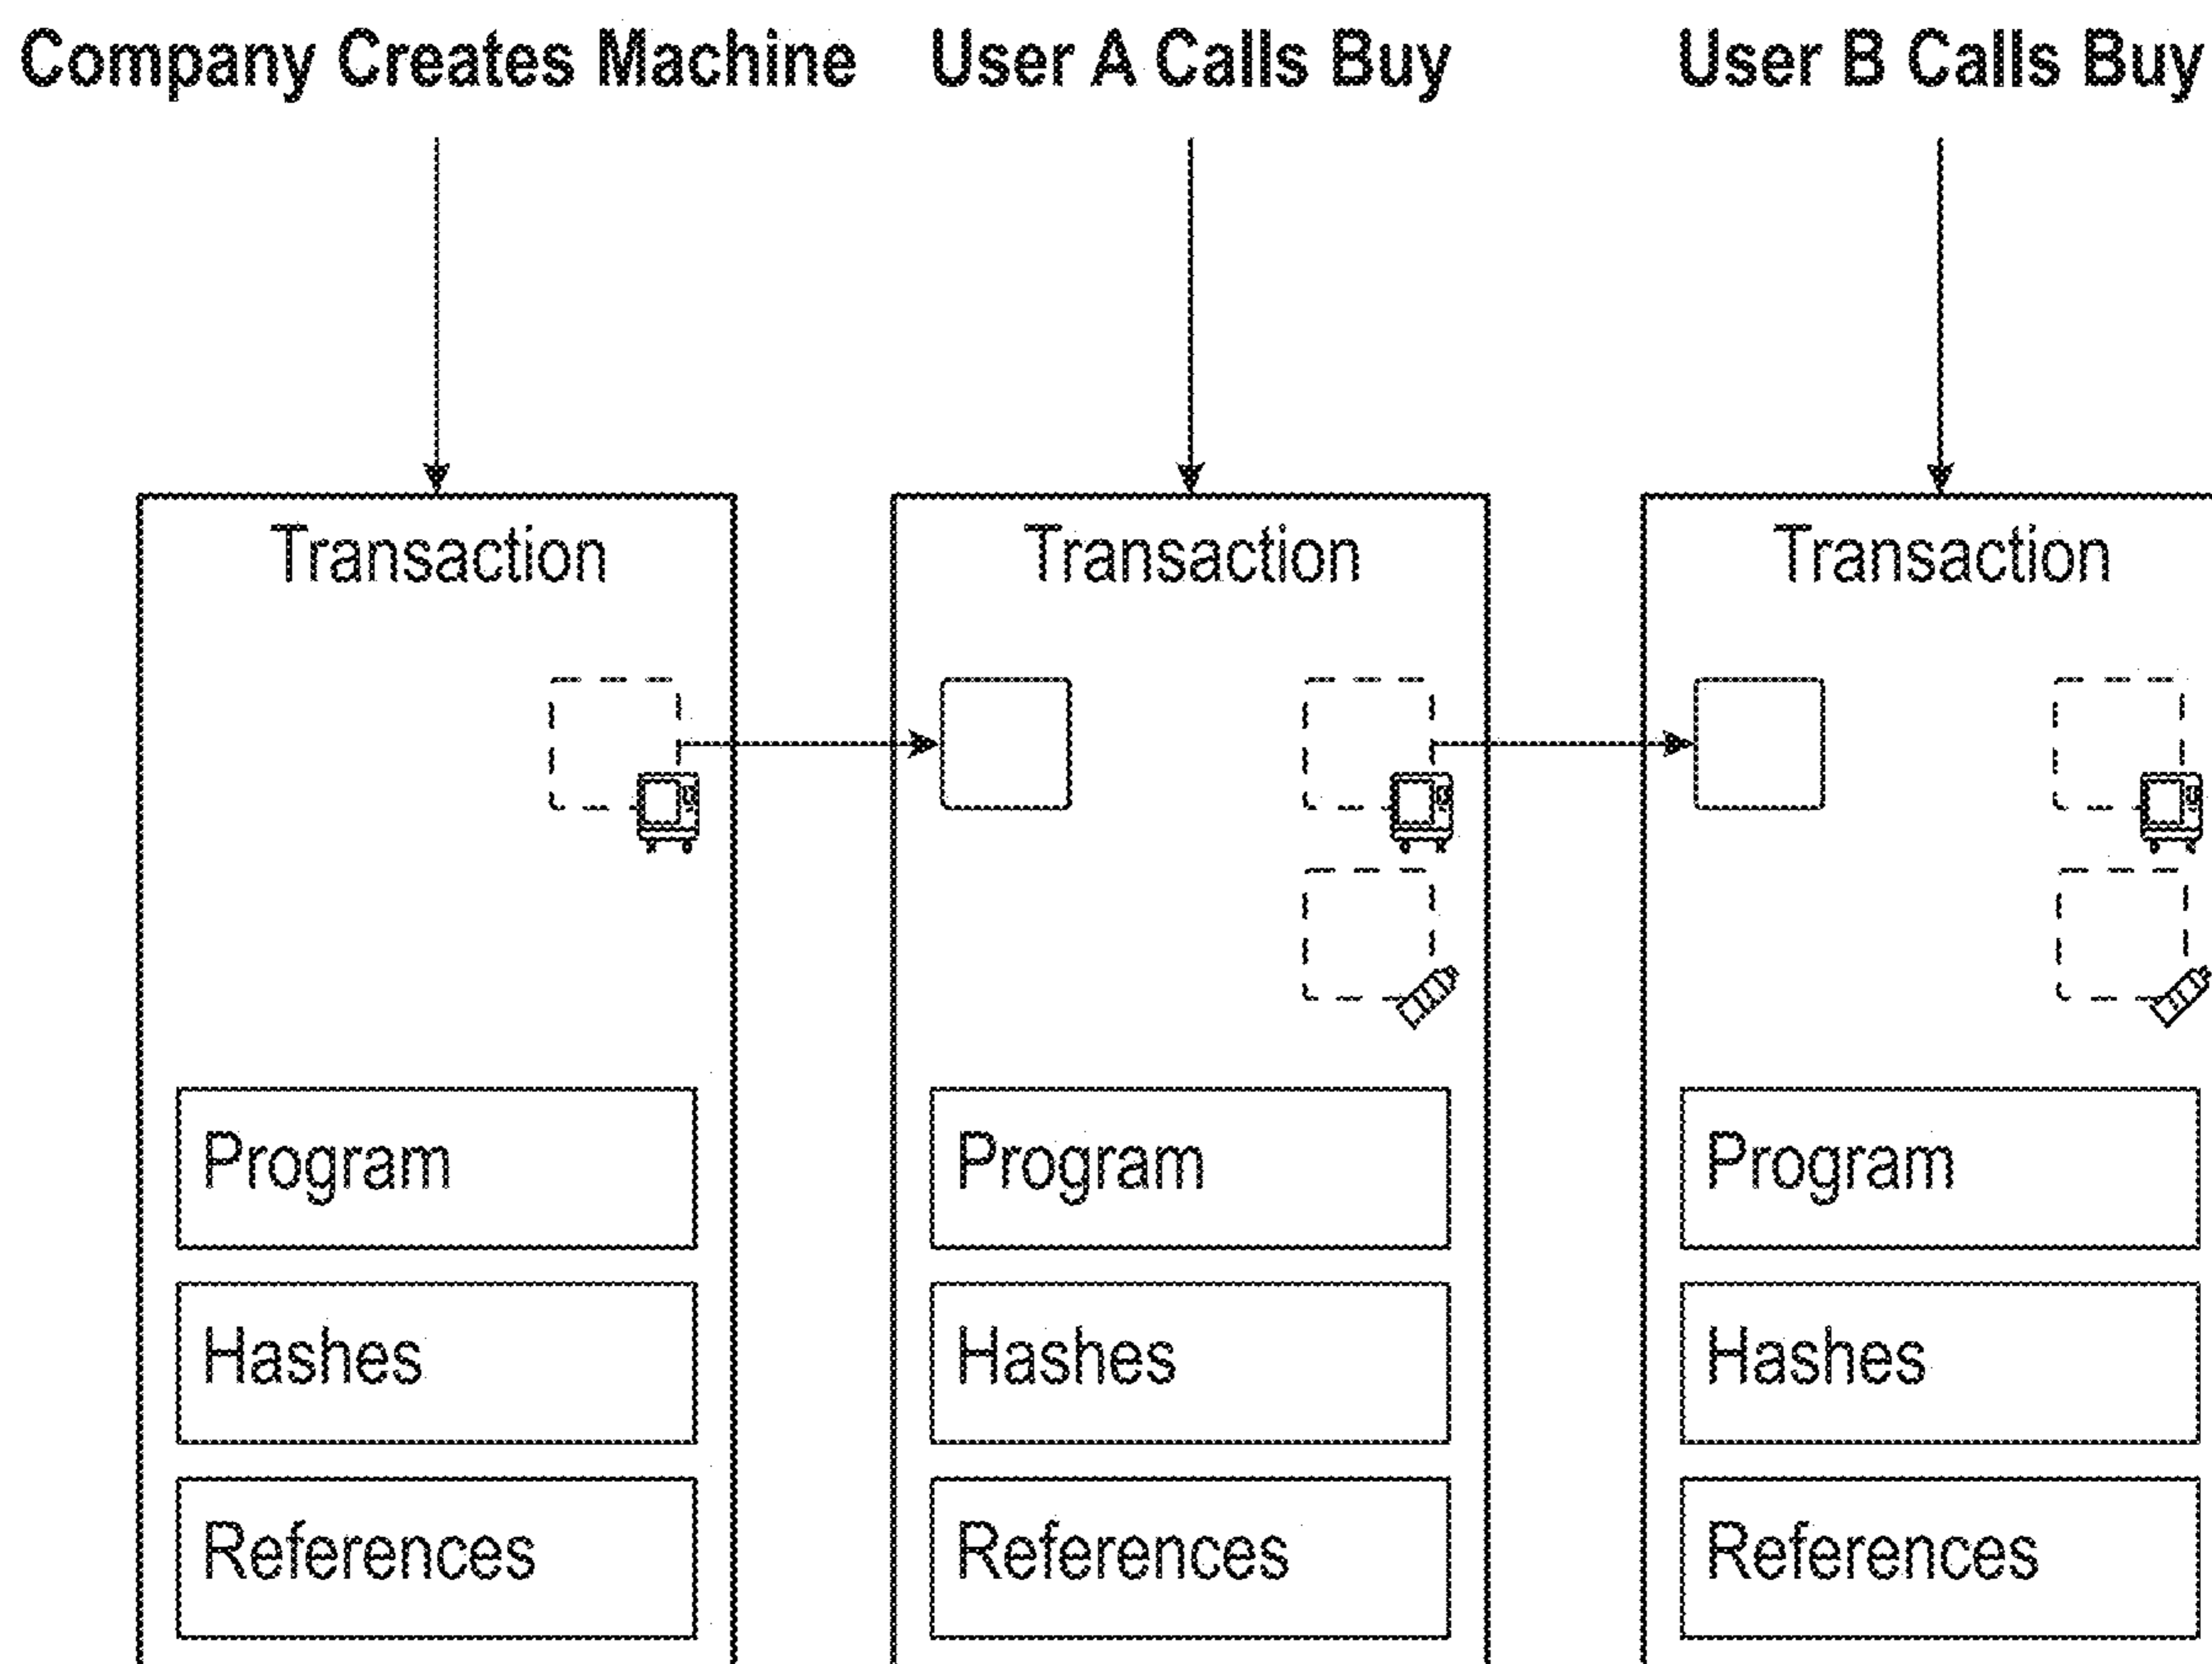 Company Creates Machine
User A Calls Buy
User B Calls Buy
Transaction
Transaction
Transaction
Program
Program
Program
Hashes
Hashes
Hashes
References
References
References